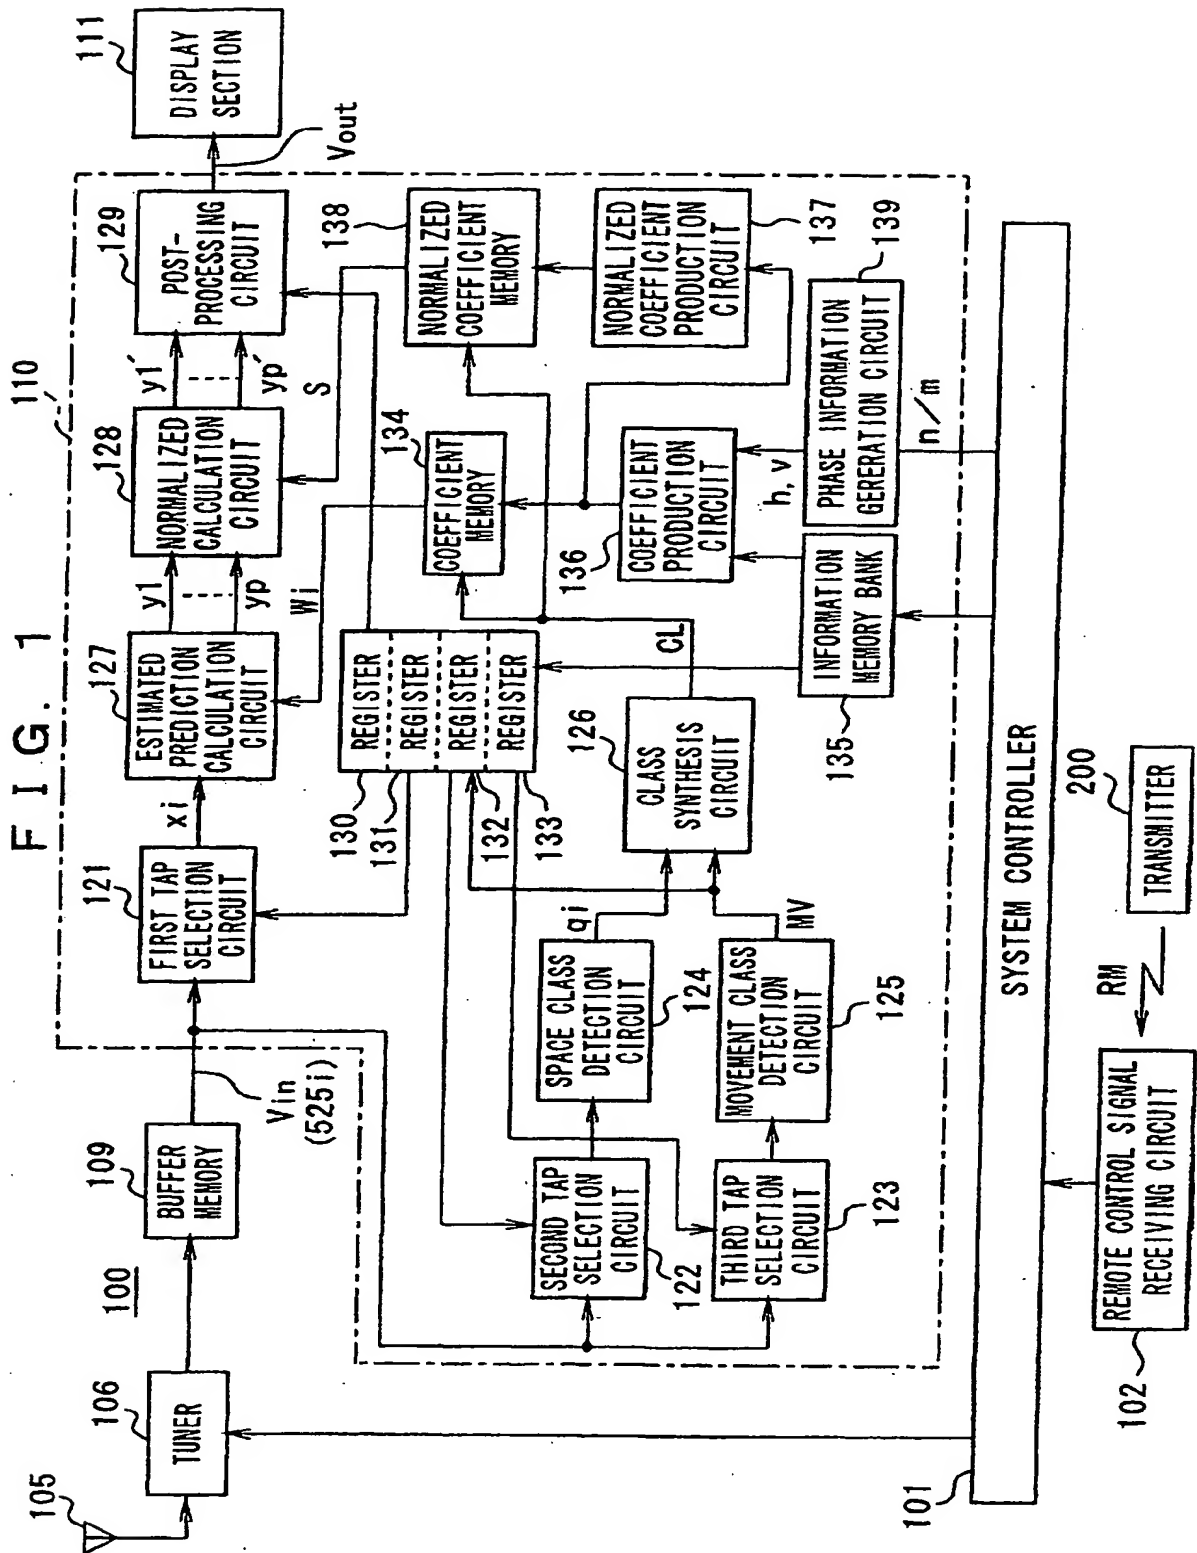 FIG. 1
105
106
TUNER
100
109
BUFFER
MEMORY
Vin
(525i)
110
121
FIRST TAP
SELECTION
CIRCUIT
xi
127
ESTIMATED
PREDICTION
CALCULATION
CIRCUIT
y1
yp
128
NORMALIZED
CALCULATION
CIRCUIT
y1′
yp′
129
POST-
PROCESSING
CIRCUIT
Vout
111
DISPLAY
SECTION
Wi
S
130
REGISTER
131
REGISTER
132
REGISTER
133
REGISTER
134
COEFFICIENT
MEMORY
138
NORMALIZED
COEFFICIENT
MEMORY
SECOND TAP
SELECTION
CIRCUIT
122
SPACE CLASS
DETECTION
CIRCUIT
124
qi
126
CLASS
SYNTHESIS
CIRCUIT
CL
136
COEFFICIENT
PRODUCTION
CIRCUIT
NORMALIZED
COEFFICIENT
PRODUCTION
CIRCUIT
137
THIRD TAP
SELECTION
CIRCUIT
123
MOVEMENT CLASS
DETECTION
CIRCUIT
125
MV
h, v
INFORMATION
MEMORY BANK
135
PHASE INFORMATION
GERERATION CIRCUIT
139
n/m
101
SYSTEM CONTROLLER
REMOTE CONTROL SIGNAL
RECEIVING CIRCUIT
102
RM
200
TRANSMITTER